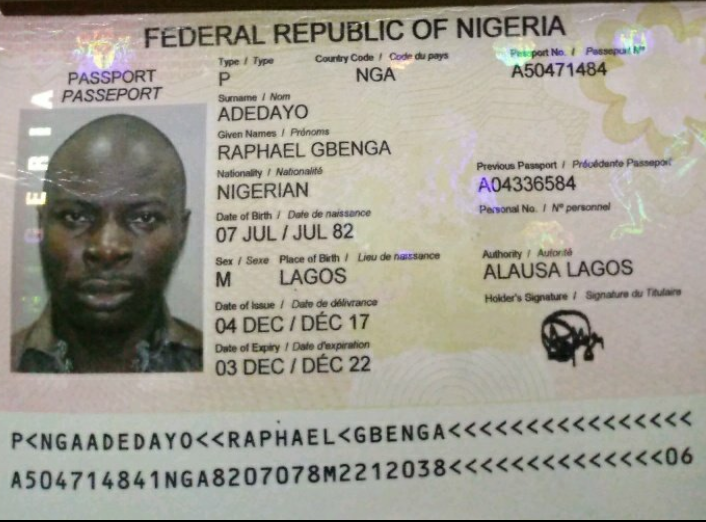 FEDERAL REPUBLIC OF NIGERIA
PASSPORT
PASSEPORT
Type / Type
Country Code / Code du pays
Passport No. / Passeport Nº
P
NGA
A50471484
Surname / Nom
ADEDAYO
Given Names / Prénoms
RAPHAEL GBENGA
Nationality / Nationalité
NIGERIAN
Previous Passport / Précédente Passeport
A04336584
Personal No. / Nº personnel
Date of Birth / Date de naissance
07 JUL / JUL 82
Sex / Sexe
Place of Birth / Lieu de naissance
M
LAGOS
Authority / Autorité
ALAUSA LAGOS
Date of Issue / Date de délivrance
04 DEC / DÉC 17
Holder's Signature / Signature du Titulaire
Date of Expiry / Date d'expiration
03 DEC / DÉC 22
P<NGAADEDAYO<<RAPHAEL<GBENGA<<<<<<<<<<<<<<<<
A504714841NGA8207078M2212038<<<<<<<<<<<<<<06